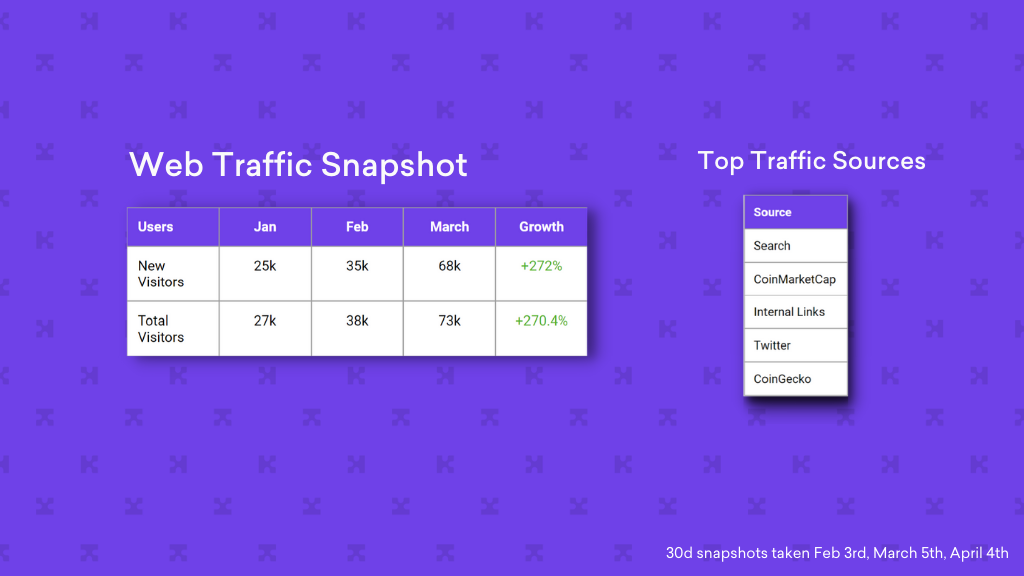 Web Traffic Snapshot
Users Jan Feb March Growth
New Visitors 25k 35k 68k +272%
Total Visitors 27k 38k 73k +270.4%
Top Traffic Sources
Source
Search
CoinMarketCap
Internal Links
Twitter
CoinGecko
30d snapshots taken Feb 3rd, March 5th, April 4th